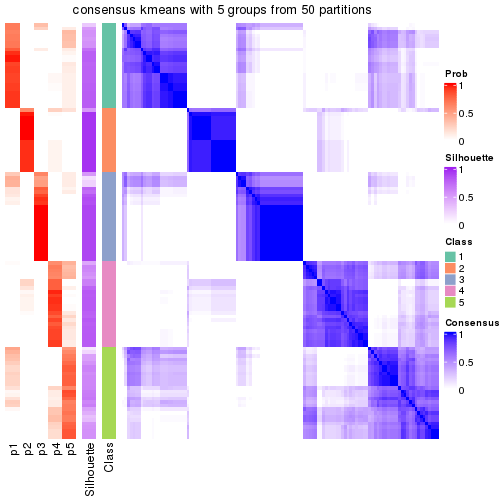 consensus kmeans with 5 groups from 50 partitions
Prob
1
0.5
0
Silhouette
1
0.5
0
Class
1
2
3
4
5
Consensus
1
0.5
0
p1
p2
p3
p4
p5
Silhouette
Class